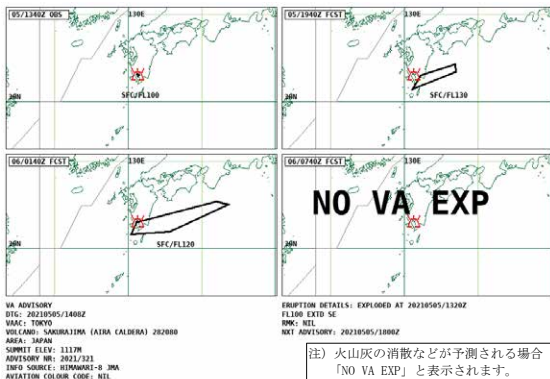 05/1340Z OBS
130E
30N
SFC/FL100
05/1940Z FCST
130E
30N
SFC/FL130
06/0140Z FCST
130E
30N
SFC/FL120
06/0740Z FCST
130E
NO VA EXP
30N
VA ADVISORY
DTG: 20210505/1408Z
VAAC: TOKYO
VOLCANO: SAKURAJIMA (AIRA CALDERA) 282080
AREA: JAPAN
SUMMIT ELEV: 1117M
ADVISORY NR: 2021/321
INFO SOURCE: HIMAWARI-8 JMA
AVIATION COLOUR CODE: NIL
ERUPTION DETAILS: EXPLODED AT 20210505/1320Z
FL100 EXTD SE
RMK: NIL
NXT ADVISORY: 20210505/1800Z
注) 火山灰の消散などが予測される場合
「NO VA EXP」と表示されます。